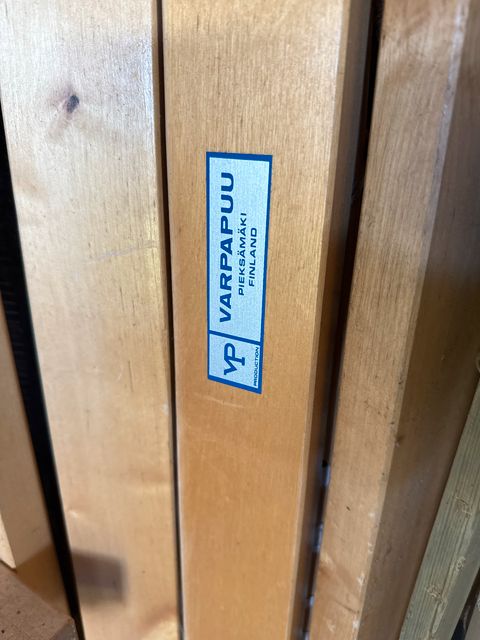 VP
PRODUCTION
VARPAPUU
PIEKSÄMÄKI
FINLAND